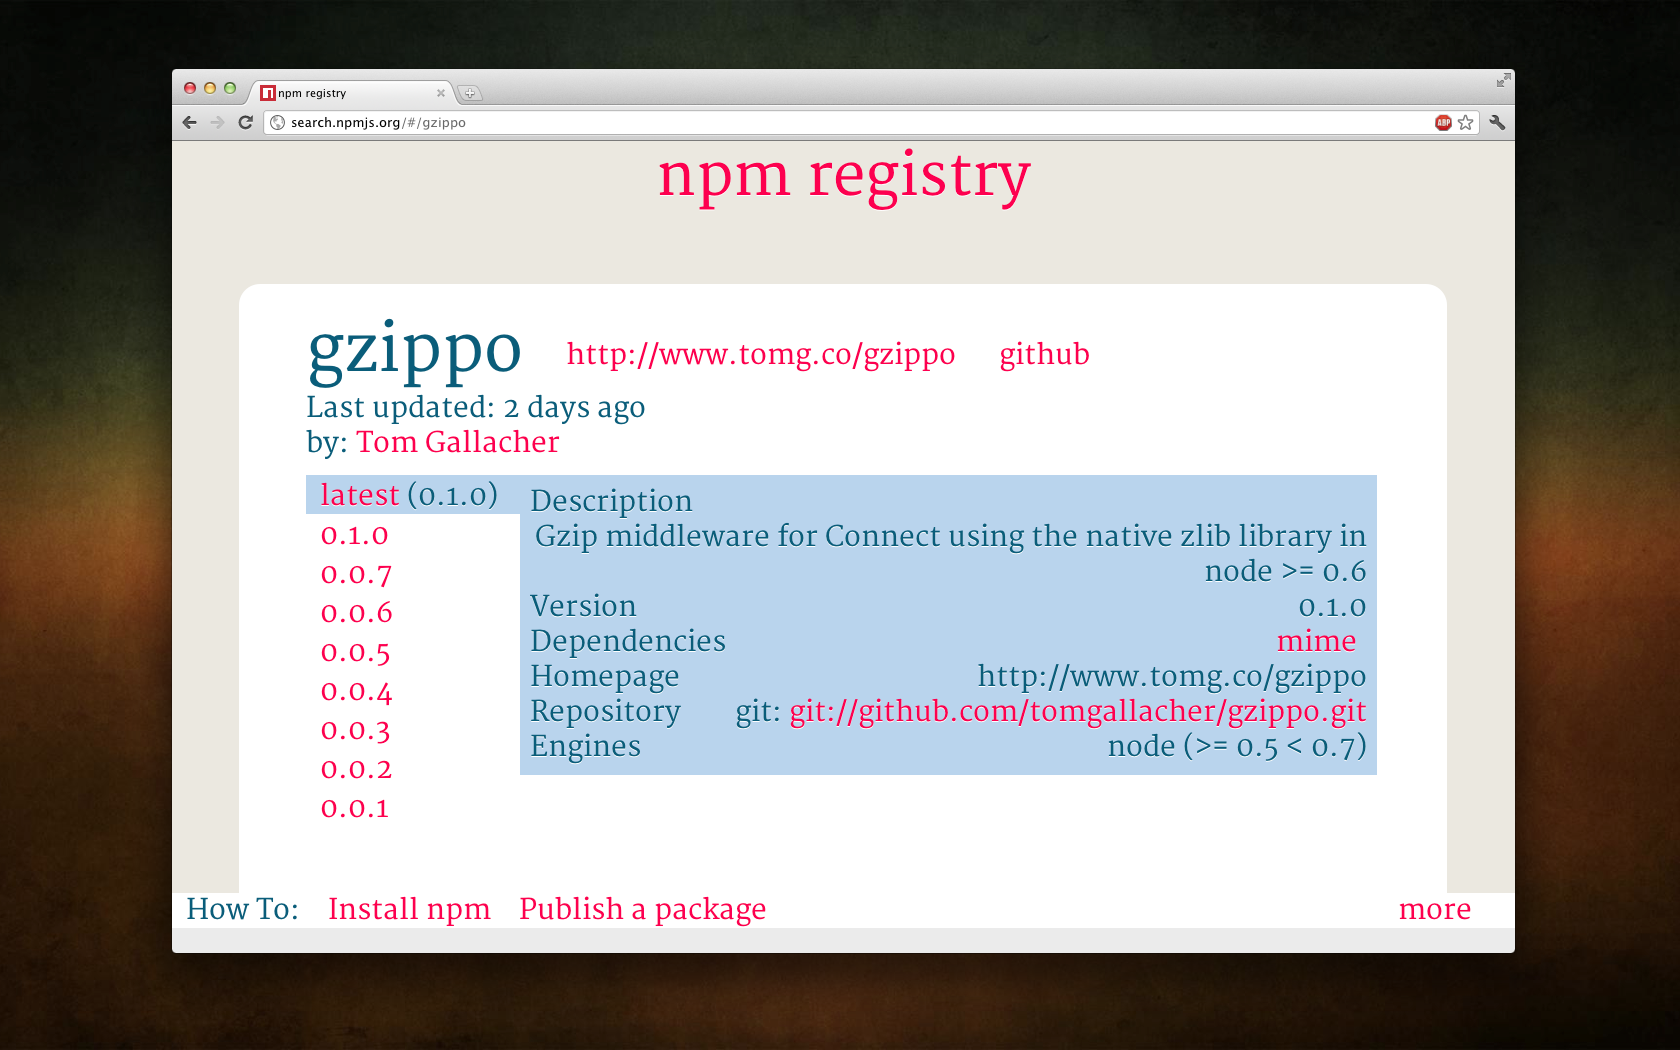 npm registry
search.npmjs.org/#/gzippo
ABP
npm registry
gzippo http://www.tomg.co/gzippo github
Last updated: 2 days ago
by: Tom Gallacher
latest (0.1.0)
0.1.0
0.0.7
0.0.6
0.0.5
0.0.4
0.0.3
0.0.2
0.0.1
Description
Gzip middleware for Connect using the native zlib library in
node >= 0.6
Version 0.1.0
Dependencies mime
Homepage http://www.tomg.co/gzippo
Repository git: git://github.com/tomgallacher/gzippo.git
Engines node (>= 0.5 < 0.7)
How To: Install npm Publish a package more